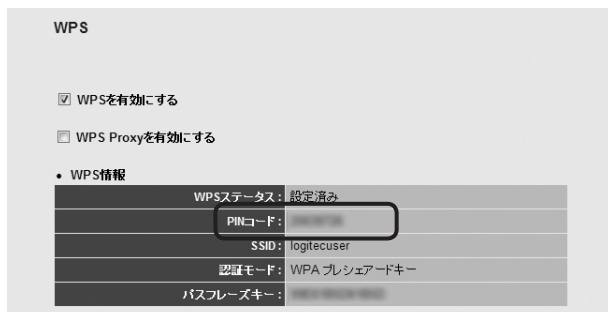 WPS
WPSを有効にする
WPS Proxyを有効にする
• WPS情報
WPSステータス： 設定済み
PINコード：
SSID： logitecuser
認証モード： WPA プレシェアードキー
パスフレーズキー：